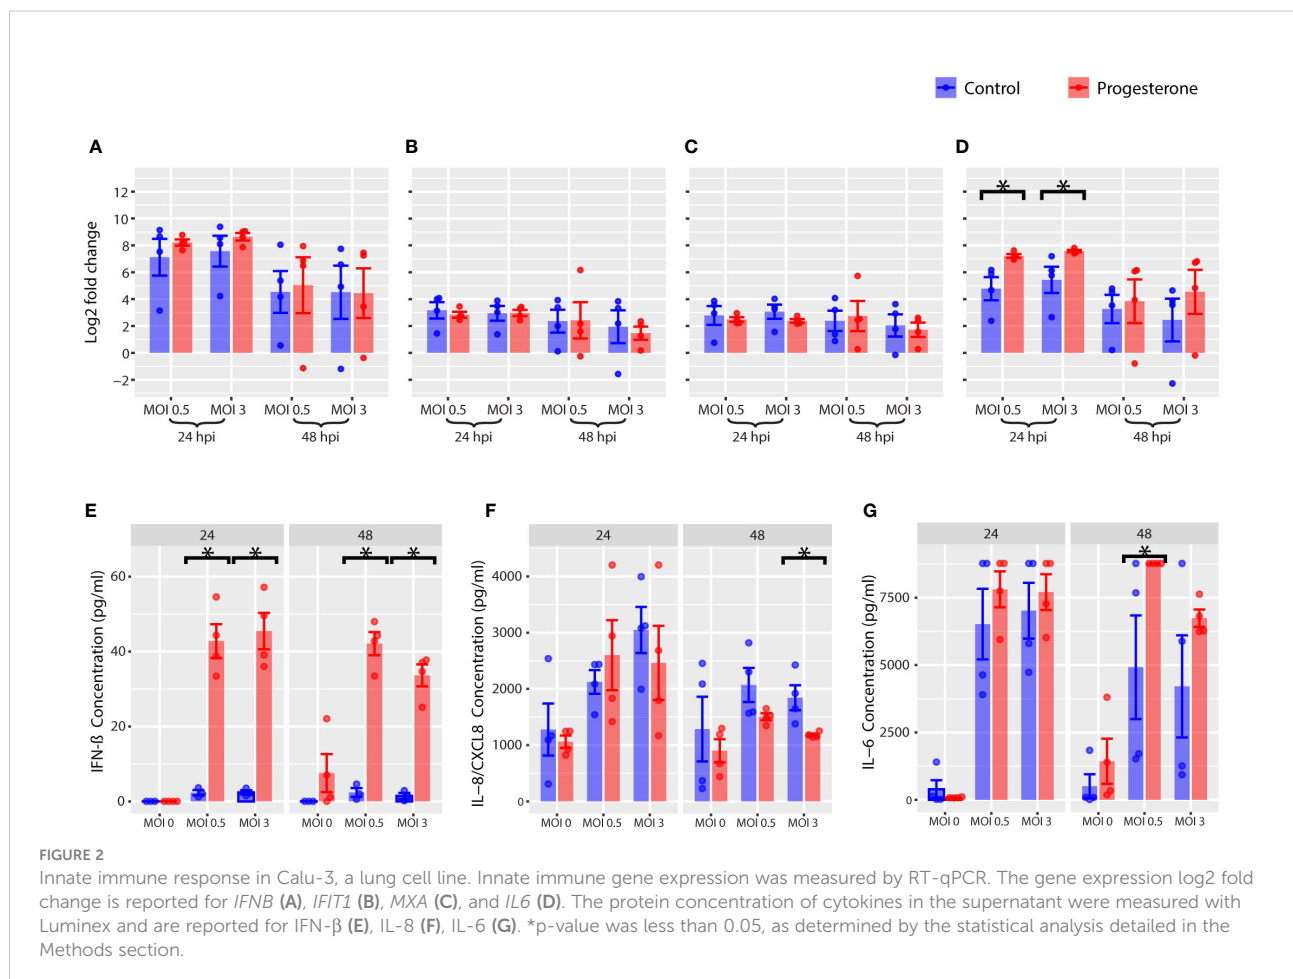 Control Progesterone
A B C D
Log2 fold change
12
10
8
6
4
2
0
−2
* *
MOI 0.5 MOI 3 MOI 0.5 MOI 3 MOI 0.5 MOI 3 MOI 0.5 MOI 3 MOI 0.5 MOI 3 MOI 0.5 MOI 3 MOI 0.5 MOI 3 MOI 0.5 MOI 3
24 hpi 48 hpi 24 hpi 48 hpi 24 hpi 48 hpi 24 hpi 48 hpi
E
24 48
* * * *
IFN-ß Concentration (pg/ml)
60
40
20
0
MOI 0 MOI 0.5 MOI 3 MOI 0 MOI 0.5 MOI 3
F
24 48
*
IL−8/CXCL8 Concentration (pg/ml)
4000
3000
2000
1000
0
MOI 0 MOI 0.5 MOI 3 MOI 0 MOI 0.5 MOI 3
G
24 48
*
IL−6 Concentration (pg/ml)
7500
5000
2500
0
MOI 0 MOI 0.5 MOI 3 MOI 0 MOI 0.5 MOI 3
FIGURE 2
Innate immune response in Calu-3, a lung cell line. Innate immune gene expression was measured by RT-qPCR. The gene expression log2 fold
change is reported for IFNB (A), IFIT1 (B), MXA (C), and IL6 (D). The protein concentration of cytokines in the supernatant were measured with
Luminex and are reported for IFN-β (E), IL-8 (F), IL-6 (G). *p-value was less than 0.05, as determined by the statistical analysis detailed in the
Methods section.